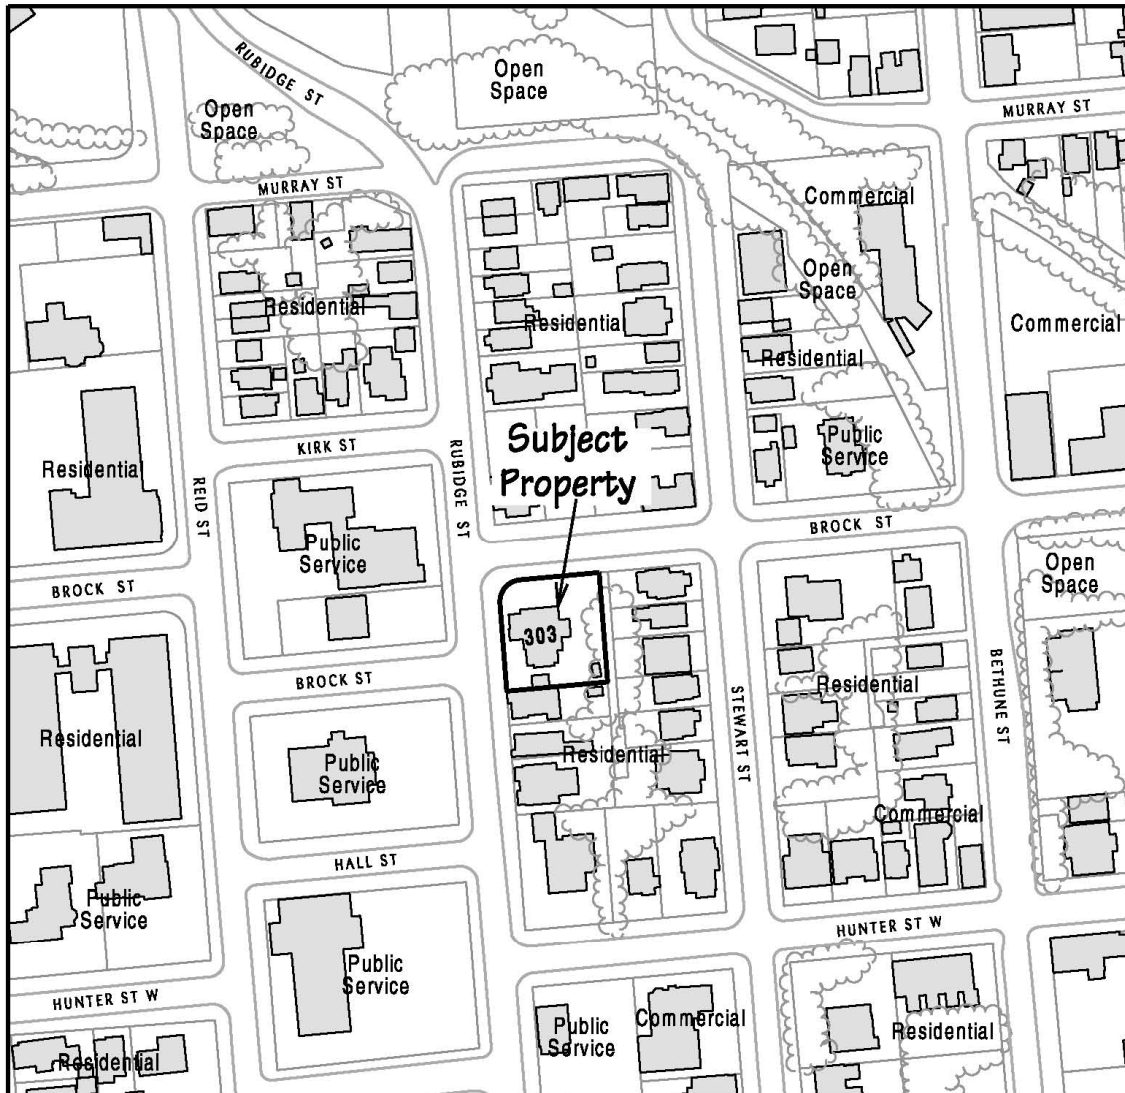 RUBIDGE ST
Open
Space
Open
Space
MURRAY ST
MURRAY ST
Commercial
Residential
Residential
Open
Space
Commercial
Residential
Subject
Property
Public
Service
KIRK ST
RUBIDGE ST
Residential
REID ST
BROCK ST
Public
Service
Open
Space
BROCK ST
303
BROCK ST
Residential
BETHUNE ST
STEWART ST
Residential
Residential
Public
Service
Commercial
HALL ST
Public
Service
HUNTER ST W
Public
Service
HUNTER ST W
Commercial
Public
Service
Residential
Residential